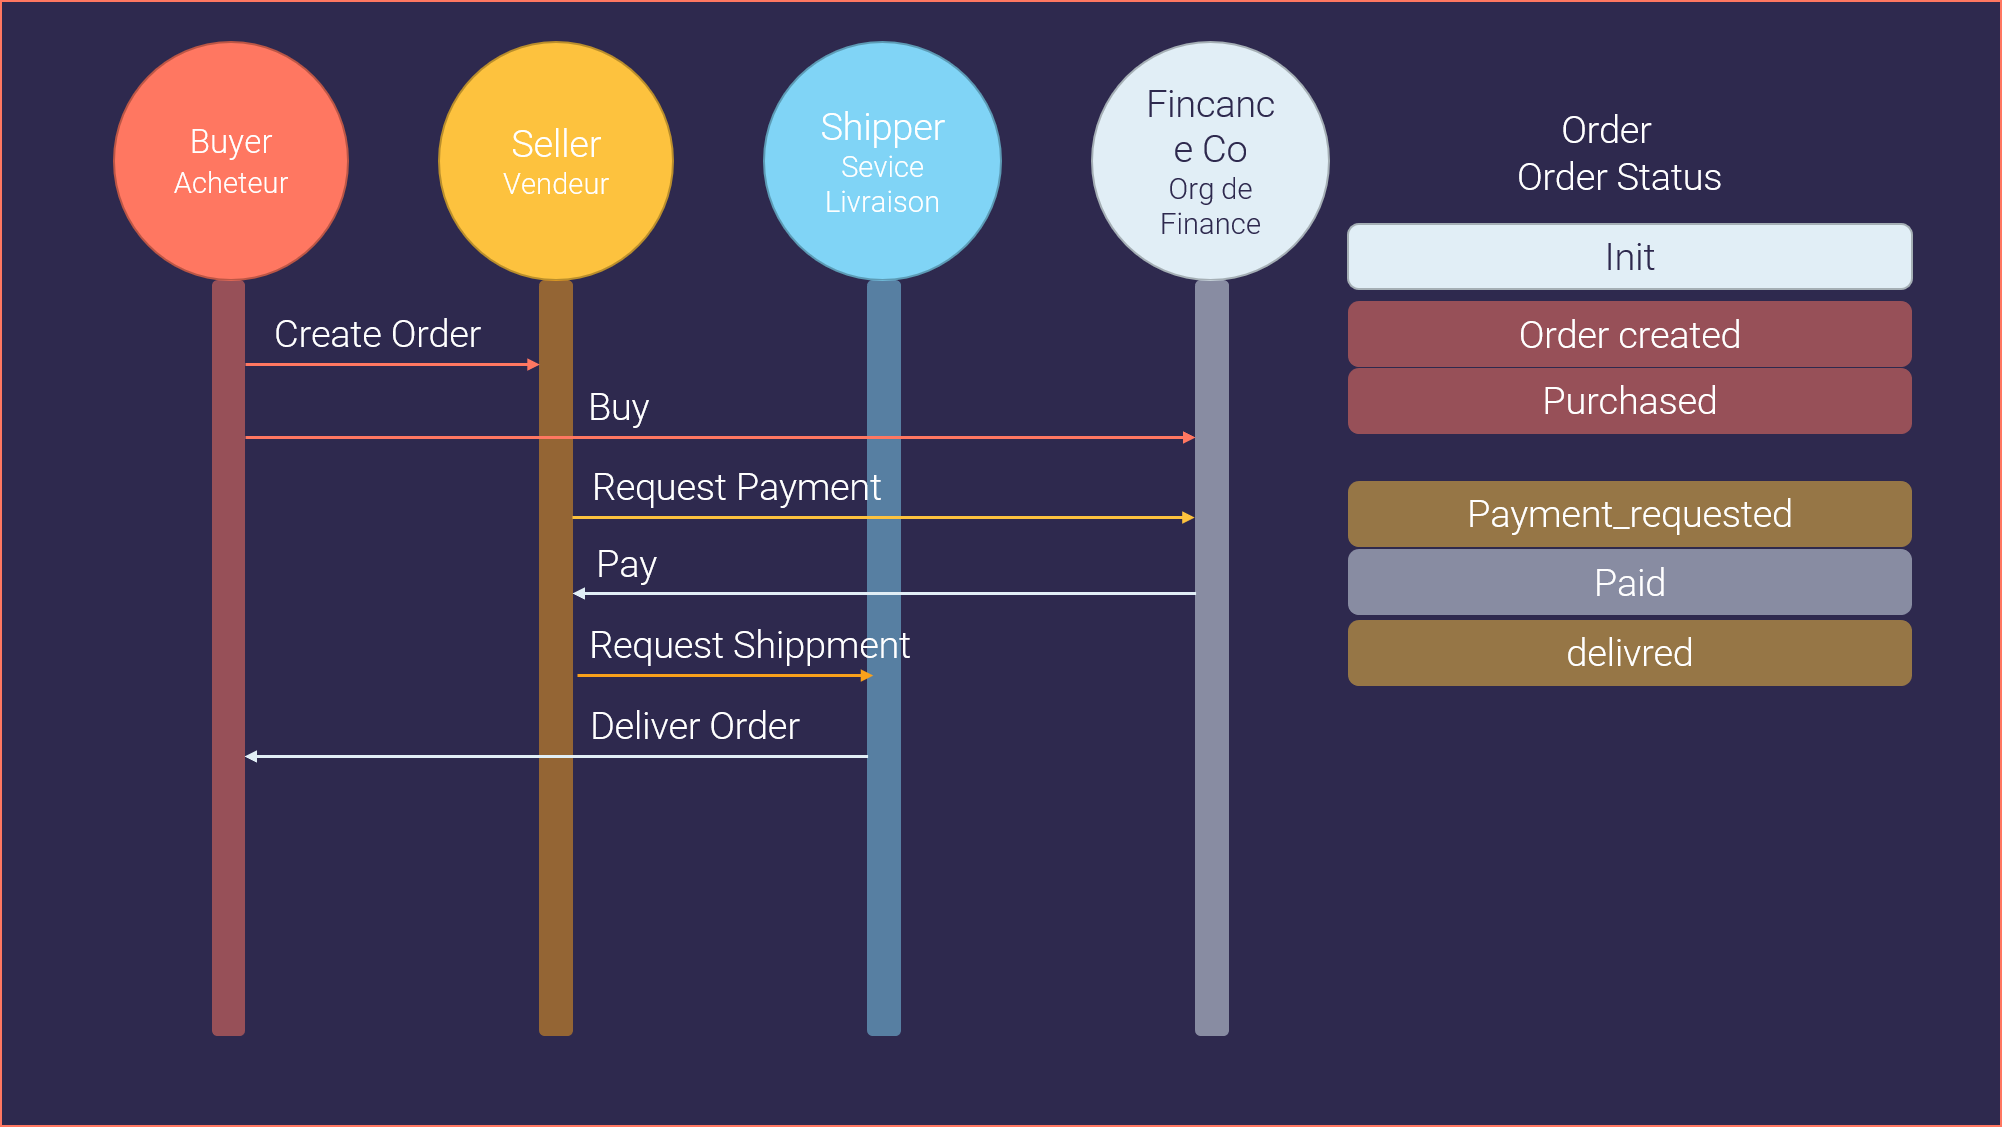 Buyer
Acheteur
Seller
Vendeur
Shipper
Sevice
Livraison
Fincanc
e Co
Org de
Finance
Order
Order Status
Init
Create Order
Order created
Buy
Purchased
Request Payment
Payment_requested
Pay
Paid
Request Shippment
delivred
Deliver Order